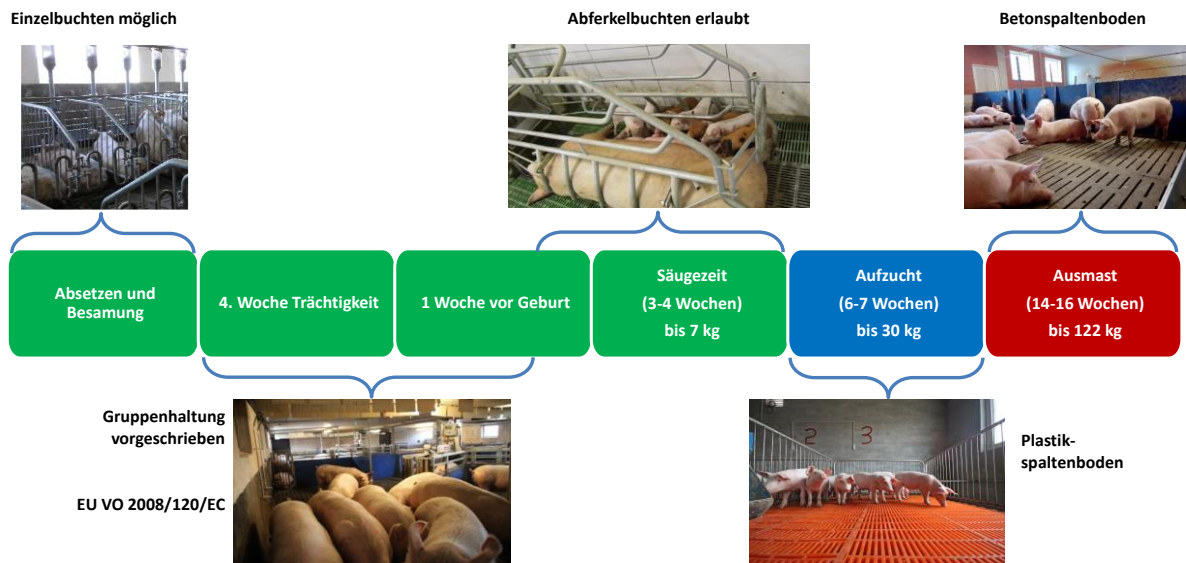 Einzelbuchten möglich
Abferkelbuchten erlaubt
Betonspaltenboden
Absetzen und
Besamung
4. Woche Trächtigkeit
1 Woche vor Geburt
Säugezeit
(3-4 Wochen)
bis 7 kg
Aufzucht
(6-7 Wochen)
bis 30 kg
Ausmast
(14-16 Wochen)
bis 122 kg
Gruppenhaltung
vorgeschrieben
EU VO 2008/120/EC
2 3
Plastik-
spaltenboden